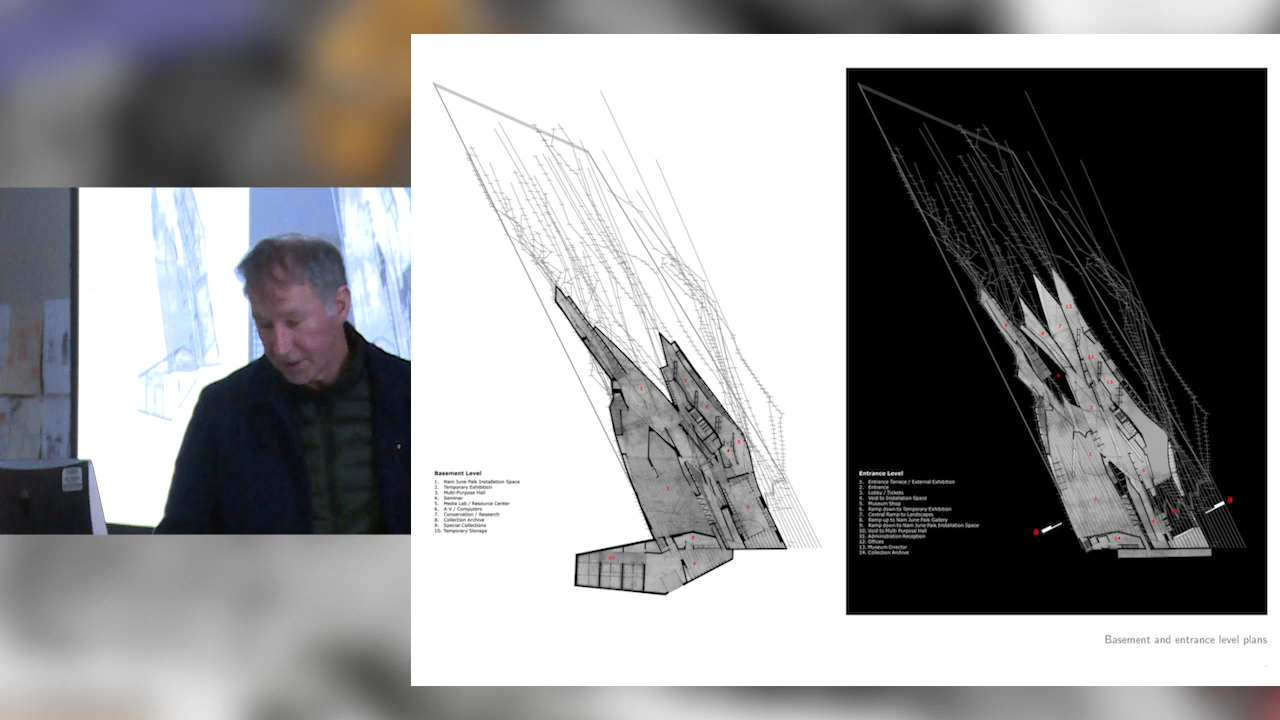 Basement Level
1. Nam June Paik Installation Space
2. Temporary Exhibition
3. Multi-Purpose Hall
4. Seminar
5. Media Lab / Resource Center
6. A-V / Computers
7. Conservation / Research
8. Collection Archive
9. Special Collections
10. Temporary Storage
Entrance Level
1. Entrance Terrace / External Exhibition
2. Entrance
3. Lobby / Tickets
4. Void to Installation Space
5. Museum Shop
6. Ramp down to Temporary Exhibition
7. Central Ramp to Landscapes
8. Ramp up to Nam June Paik Gallery
9. Ramp down to Nam June Paik Installation Space
10. Void to Multi Purpose Hall
11. Administration Reception
12. Offices
13. Museum Director
14. Collection Archive
Basement and entrance level plans